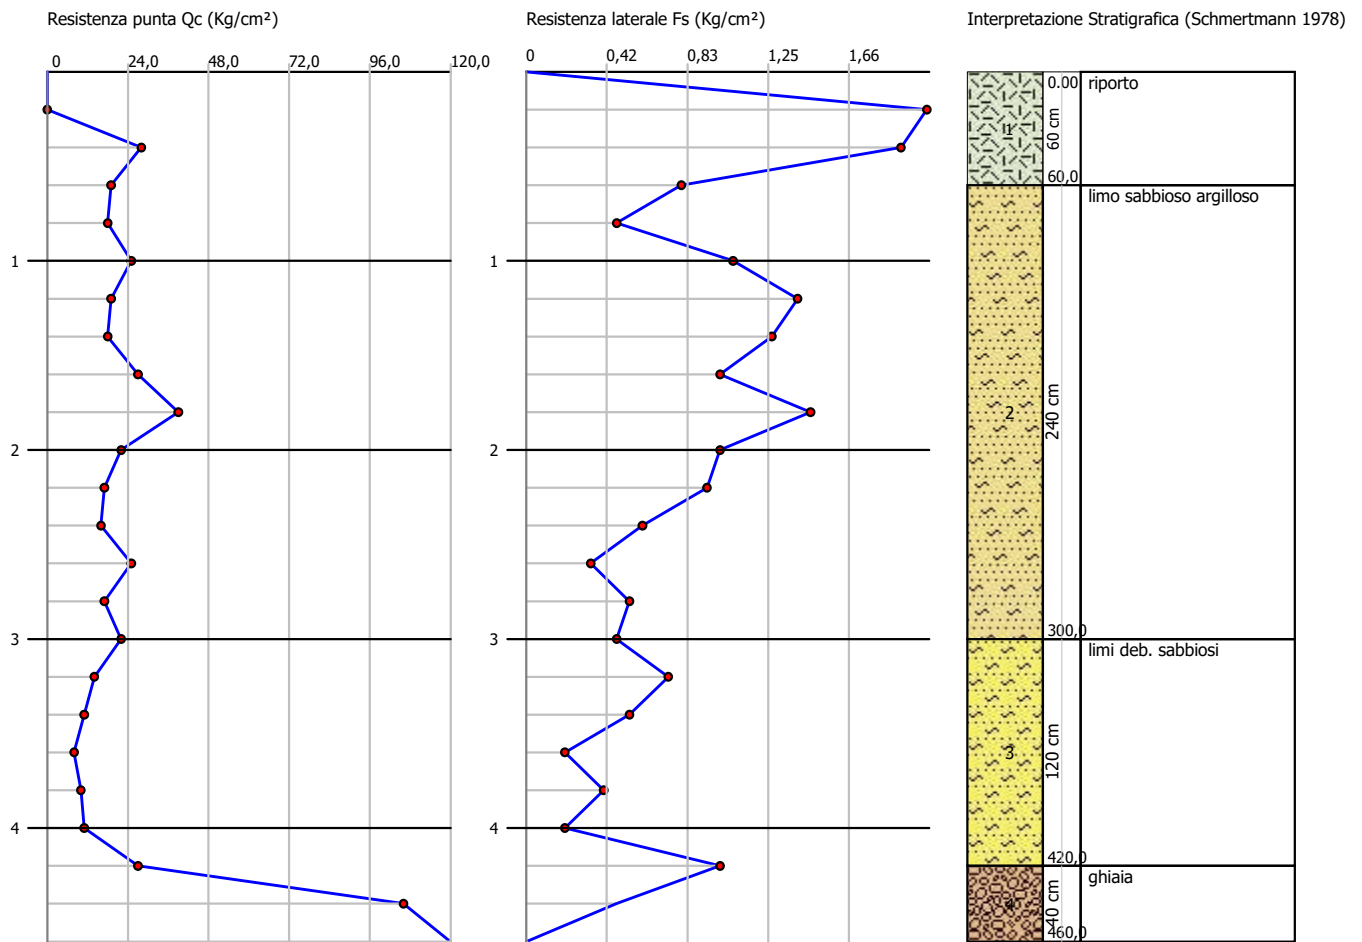 Resistenza punta Qc (Kg/cm²)
Resistenza laterale Fs (Kg/cm²)
Interpretazione Stratigrafica (Schmertmann 1978)
0 24,0 48,0 72,0 96,0 120,0
0 0,42 0,83 1,25 1,66
0.00 riporto
1 60 cm
60,0
limo sabbioso argilloso
1 1
2 240 cm
2 2
300,0
3 3
limi deb. sabbiosi
3 120 cm
4 4
420,0
ghiaia
4 40 cm
460,0